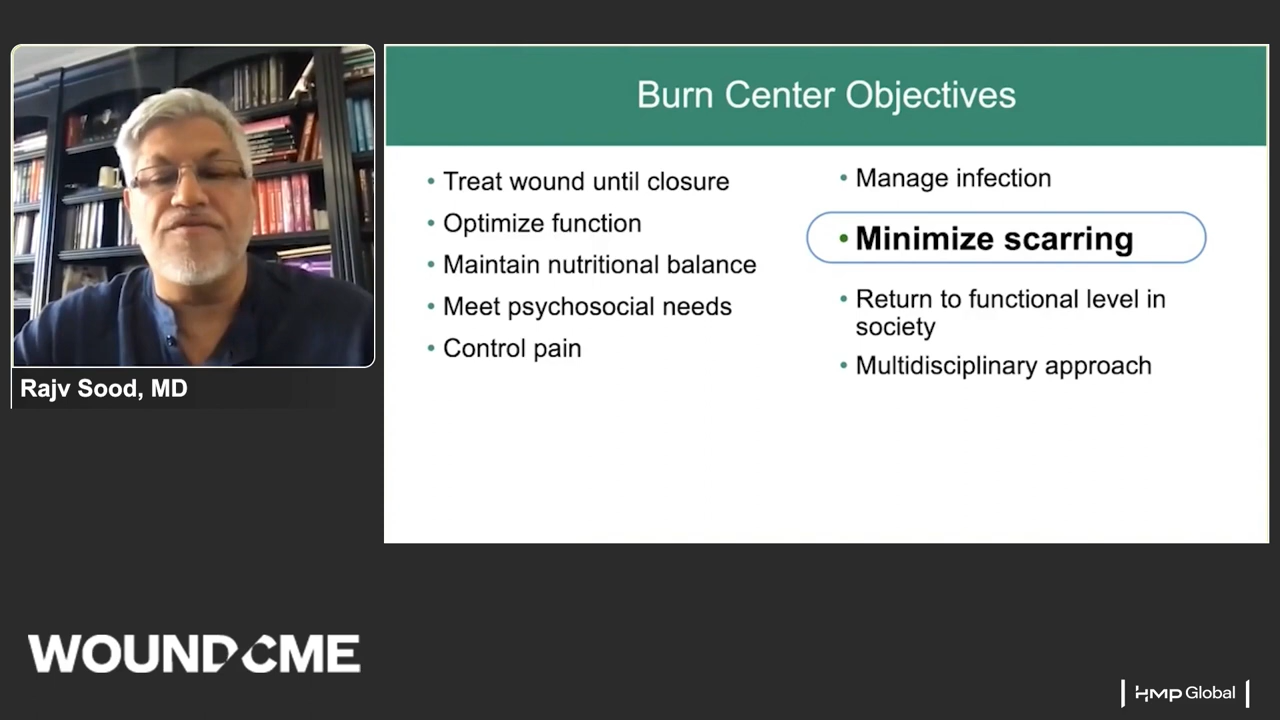 Burn Center Objectives
• Treat wound until closure
• Optimize function
• Maintain nutritional balance
• Meet psychosocial needs
• Control pain
• Manage infection
• Minimize scarring
• Return to functional level in
society
• Multidisciplinary approach
Rajv Sood, MD
WOUNDCME
HMP Global